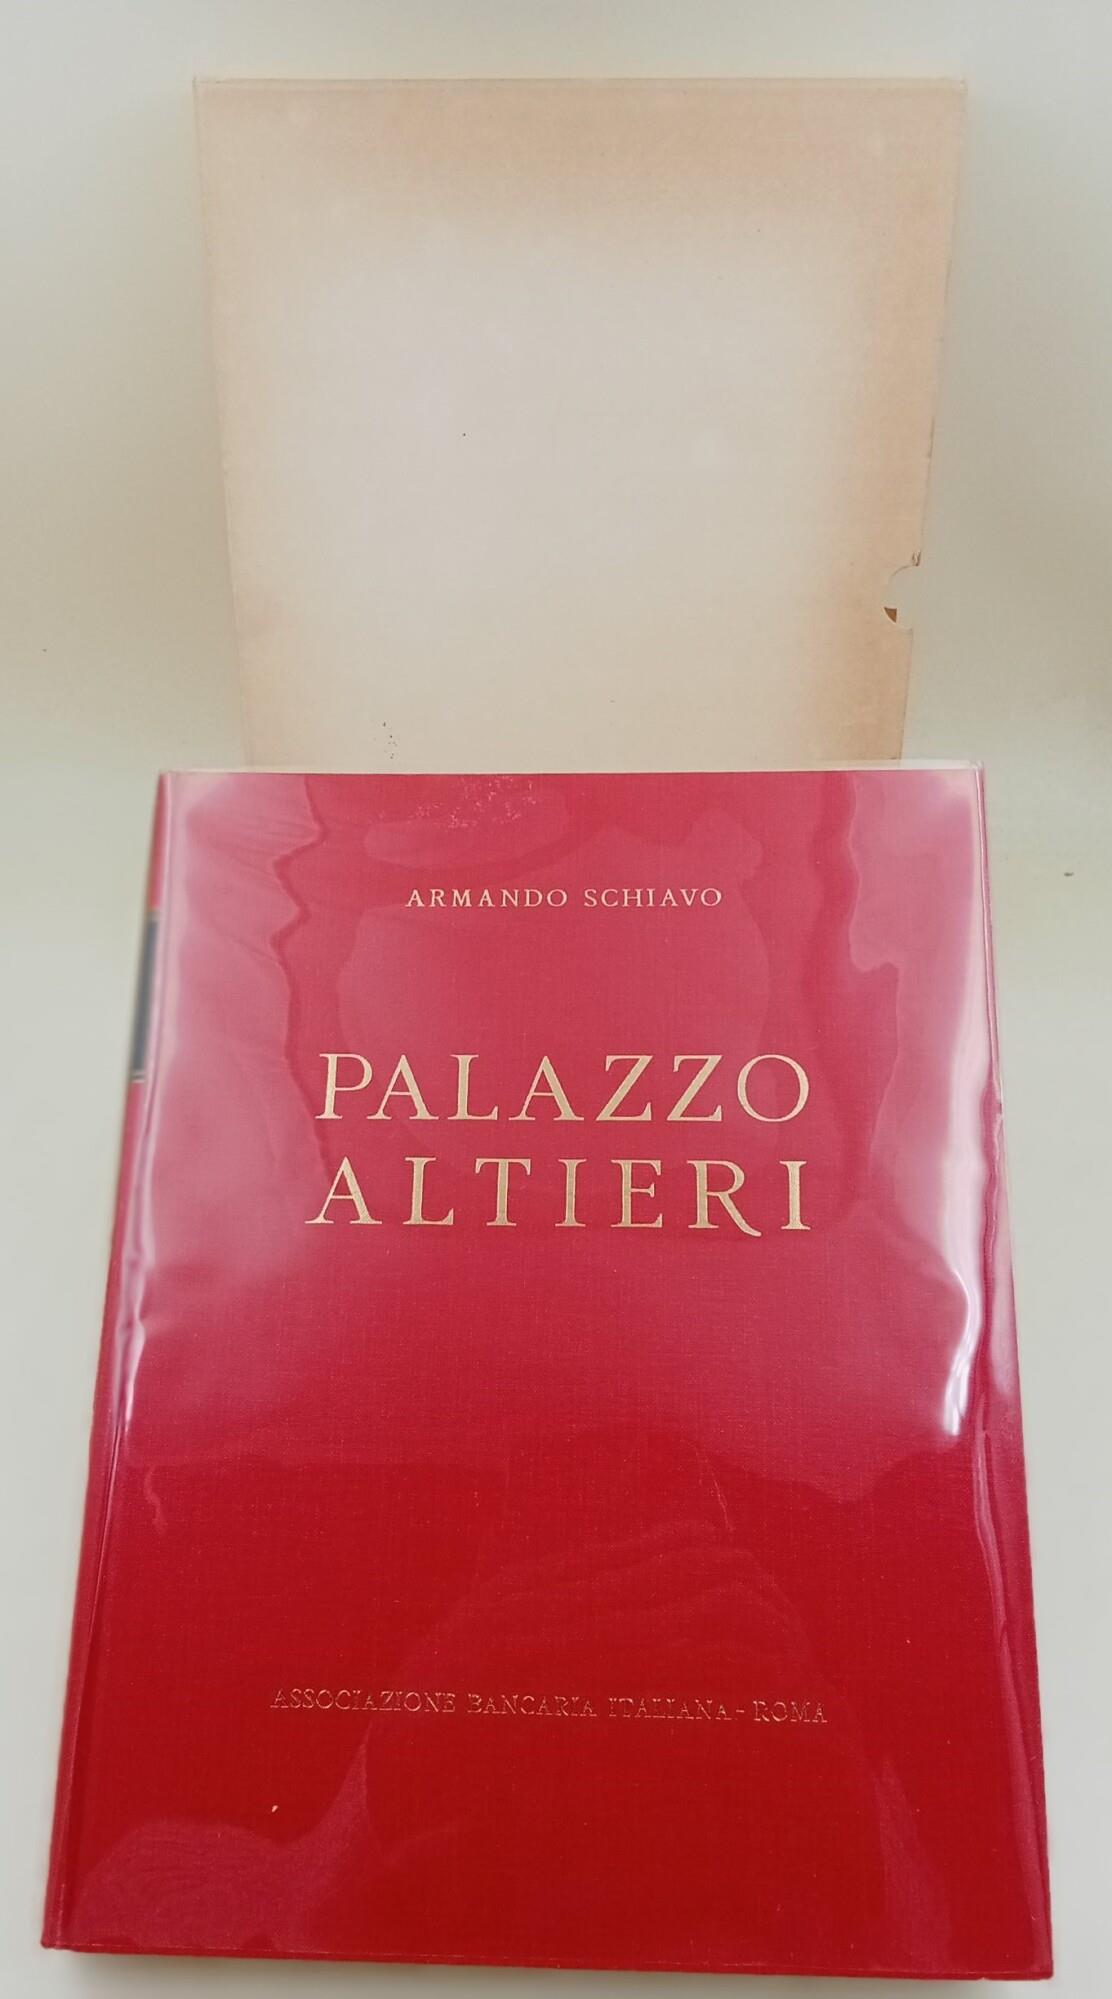 ARMANDO SCHIAVO
PALAZZO
ALTIERI
ASSOCIAZIONE BANCARIA ITALIANA - ROMA